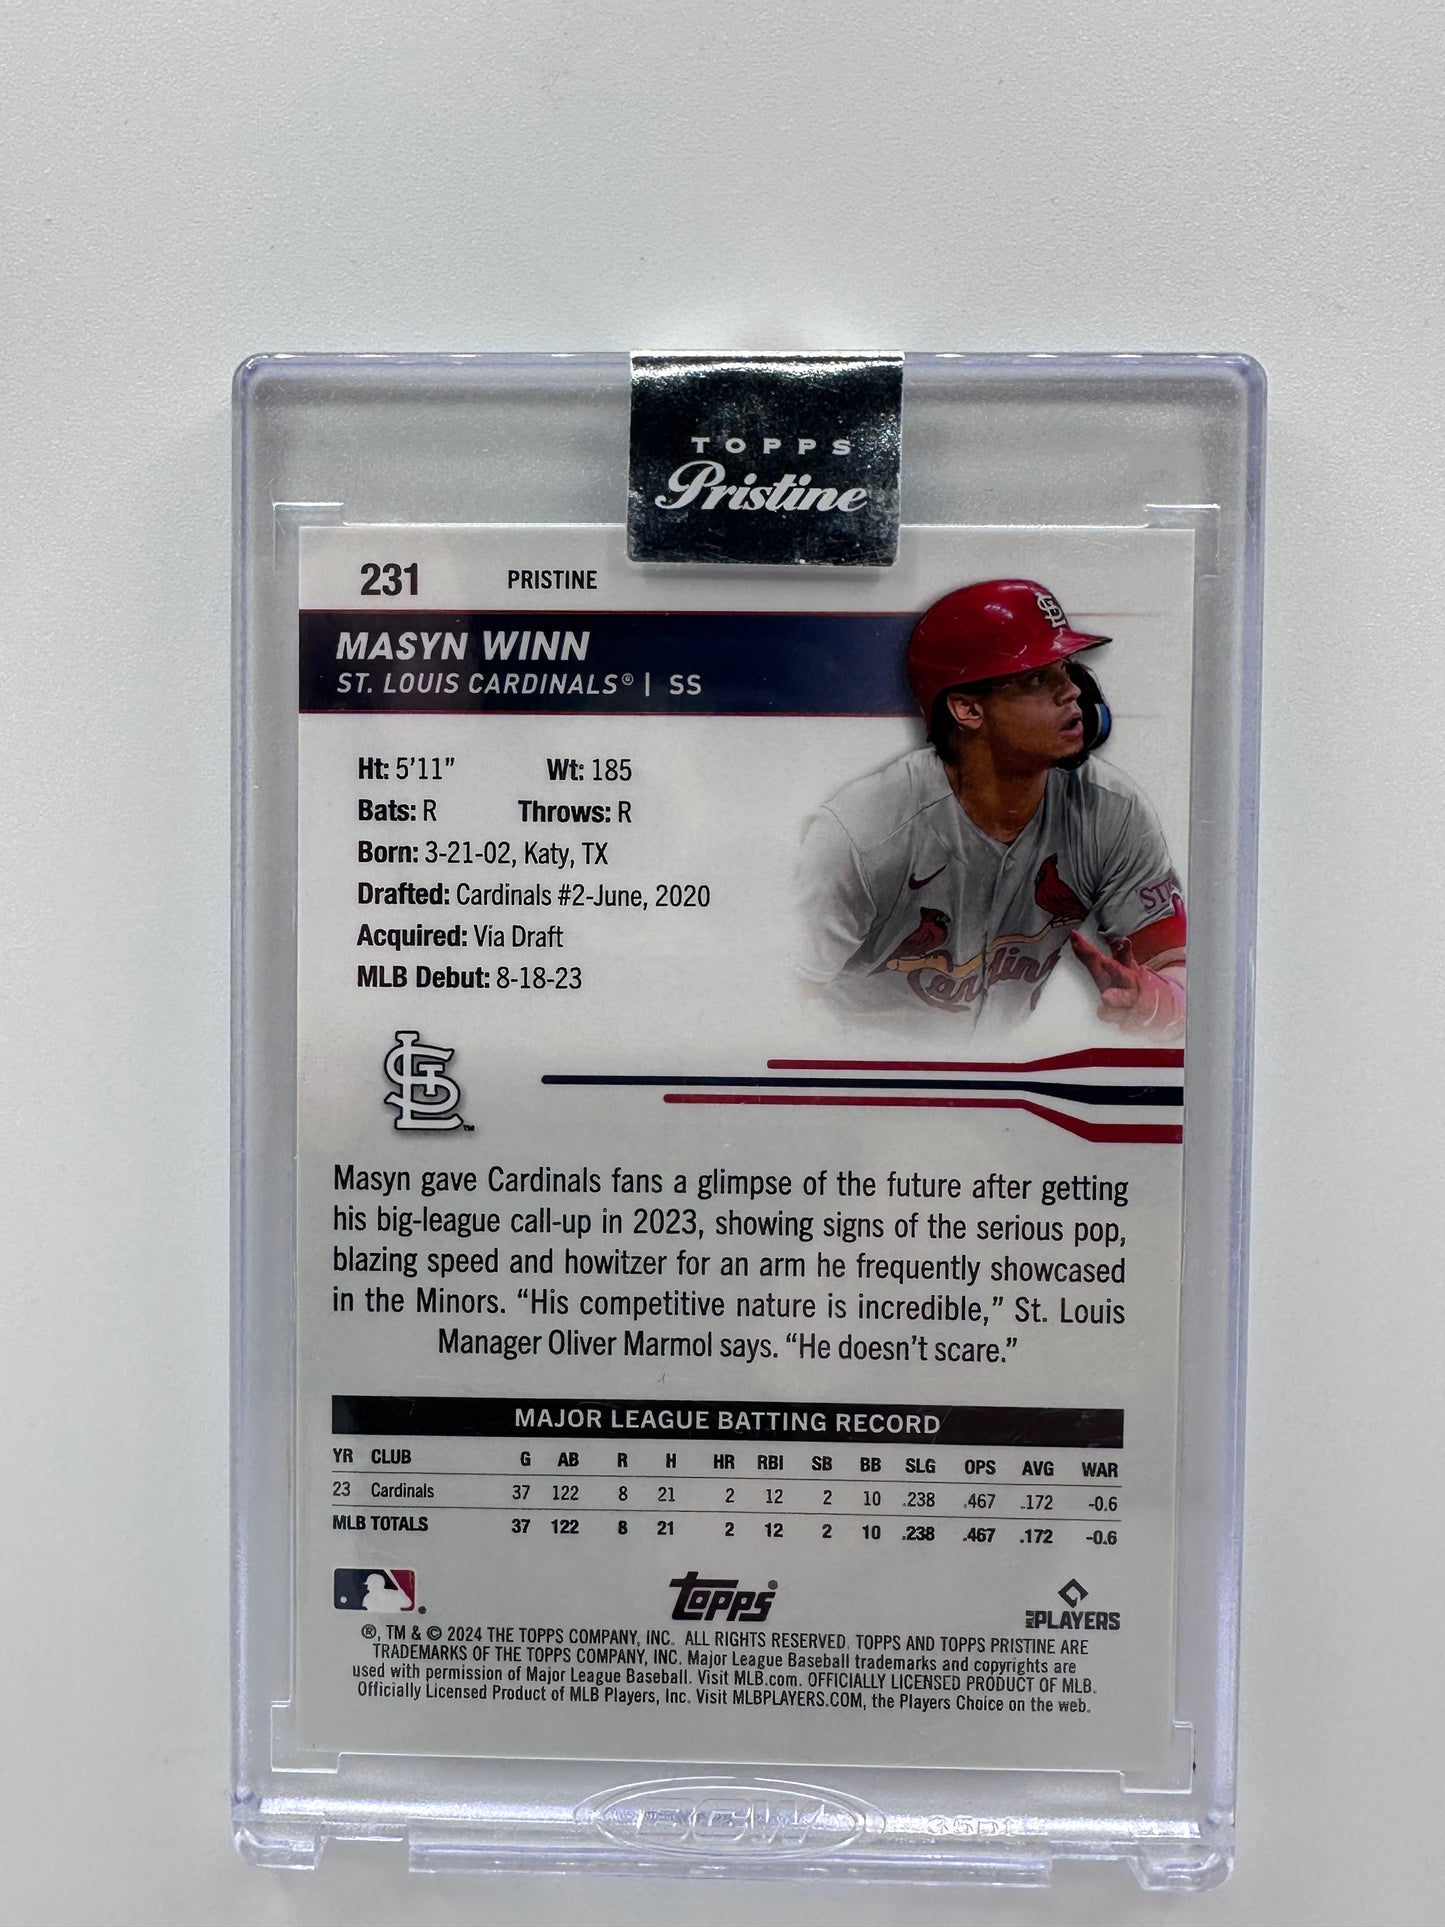 TOPPS
Pristine
231 PRISTINE
MASYN WINN
ST. LOUIS CARDINALS® | SS
Ht: 5'11" Wt: 185
Bats: R Throws: R
Born: 3-21-02, Katy, TX
Drafted: Cardinals #2-June, 2020
Acquired: Via Draft
MLB Debut: 8-18-23
Cardinals
STL
TM
Masyn gave Cardinals fans a glimpse of the future after getting
his big-league call-up in 2023, showing signs of the serious pop,
blazing speed and howitzer for an arm he frequently showcased
in the Minors. “His competitive nature is incredible,” St. Louis
Manager Oliver Marmol says. “He doesn’t scare.”
MAJOR LEAGUE BATTING RECORD
YR CLUB G AB R H HR RBI SB BB SLG OPS AVG WAR
23 Cardinals 37 122 8 21 2 12 2 10 .238 .467 .172 -0.6
MLB TOTALS 37 122 8 21 2 12 2 10 .238 .467 .172 -0.6
Topps®
MLB PLAYERS
®, TM & © 2024 THE TOPPS COMPANY, INC. ALL RIGHTS RESERVED. TOPPS AND TOPPS PRISTINE ARE
TRADEMARKS OF THE TOPPS COMPANY, INC. Major League Baseball trademarks and copyrights are
used with permission of Major League Baseball. Visit MLB.com. OFFICIALLY LICENSED PRODUCT OF MLB.
Officially Licensed Product of MLB Players, Inc. Visit MLBPLAYERS.COM, the Players Choice on the web.
BCW